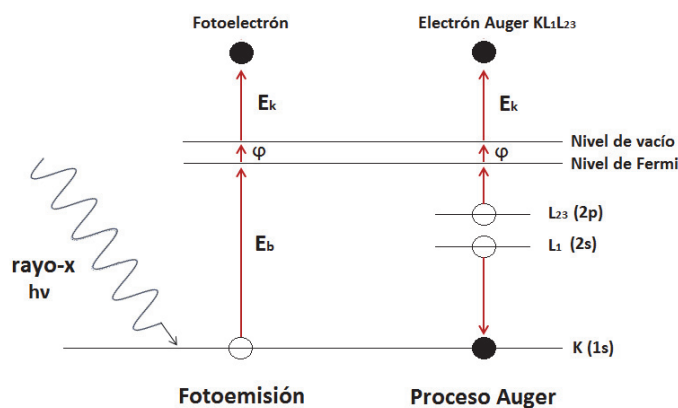 Fotoelectrón
Electrón Auger KL₁L₂₃
Eₖ
Eₖ
Nivel de vacío
φ
φ
Nivel de Fermi
L₂₃ (2p)
E_b
L₁ (2s)
rayo-x
hν
K (1s)
Fotoemisión
Proceso Auger